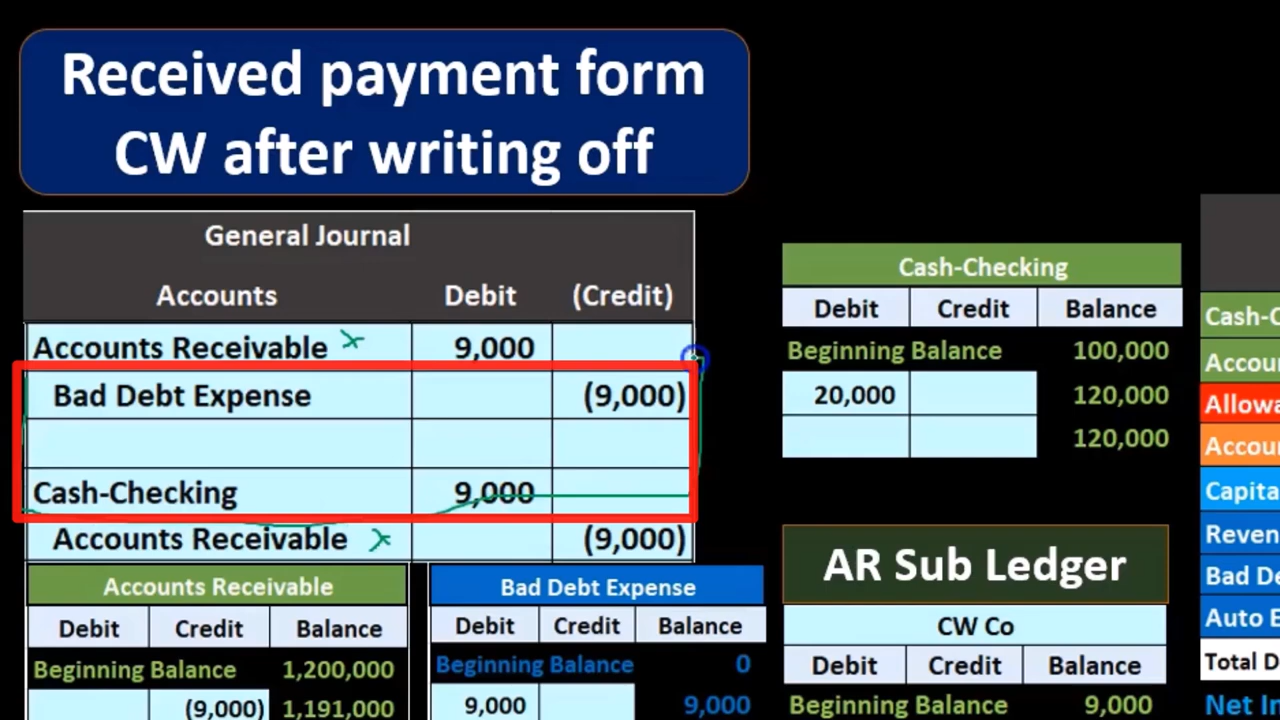 Received payment form
CW after writing off
General Journal
Accounts Debit (Credit)
Accounts Receivable 9,000
Bad Debt Expense (9,000)
Cash-Checking 9,000
Accounts Receivable (9,000)
Accounts Receivable
Debit Credit Balance
Beginning Balance 1,200,000
(9,000) 1,191,000
Bad Debt Expense
Debit Credit Balance
Beginning Balance 0
9,000 9,000
Cash-Checking
Debit Credit Balance
Beginning Balance 100,000
20,000 120,000
120,000
AR Sub Ledger
CW Co
Debit Credit Balance
Beginning Balance 9,000
Cash-C
Accou
Allowa
Accou
Capita
Reven
Bad De
Auto E
Total D
Net In